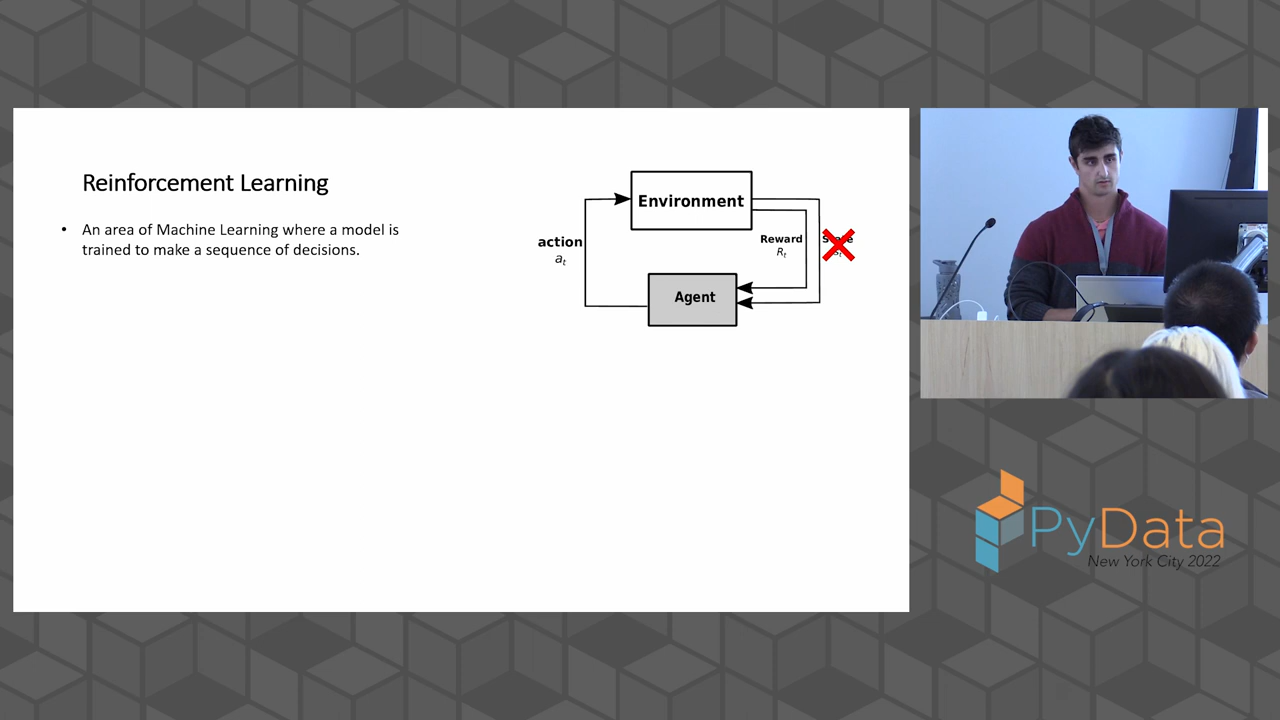 Reinforcement Learning
• An area of Machine Learning where a model is
trained to make a sequence of decisions.
Environment
action
a_t
Reward
R_t
Agent
PyData
New York City 2022